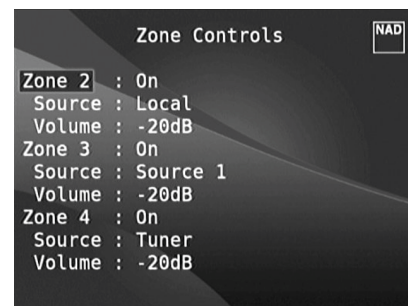 Zone Controls
NAD
Zone 2 : On
Source : Local
Volume : -20dB
Zone 3 : On
Source : Source 1
Volume : -20dB
Zone 4 : On
Source : Tuner
Volume : -20dB